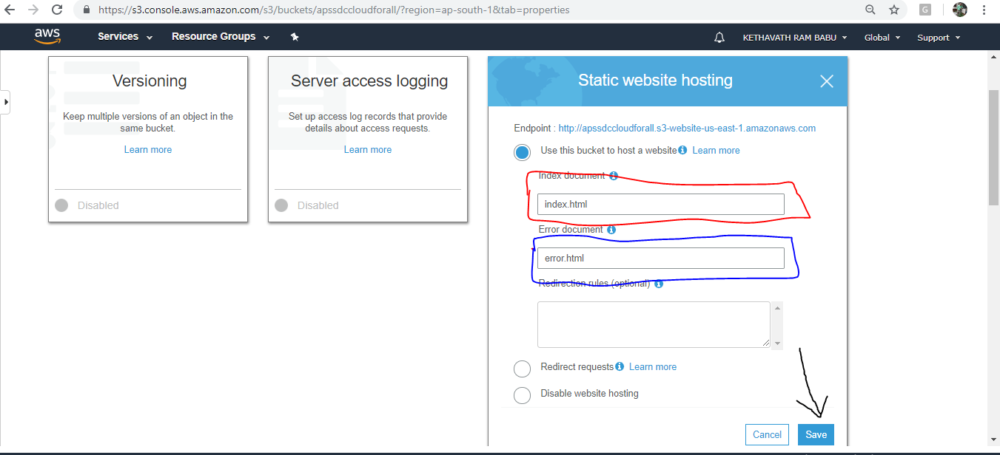 https://s3.console.aws.amazon.com/s3/buckets/apssdccloudforall/?region=ap-south-1&tab=properties
G
aws
Services
Resource Groups
KETHAVATH RAM BABU
Global
Support
Versioning
Keep multiple versions of an object in the
same bucket.
Learn more
Disabled
Server access logging
Set up access log records that provide
details about access requests.
Learn more
Disabled
Static website hosting
Endpoint : http://apssdccloudforall.s3-website-us-east-1.amazonaws.com
Use this bucket to host a website Learn more
Index document
index.html
Error document
error.html
Redirection rules (optional)
Redirect requests Learn more
Disable website hosting
Cancel
Save